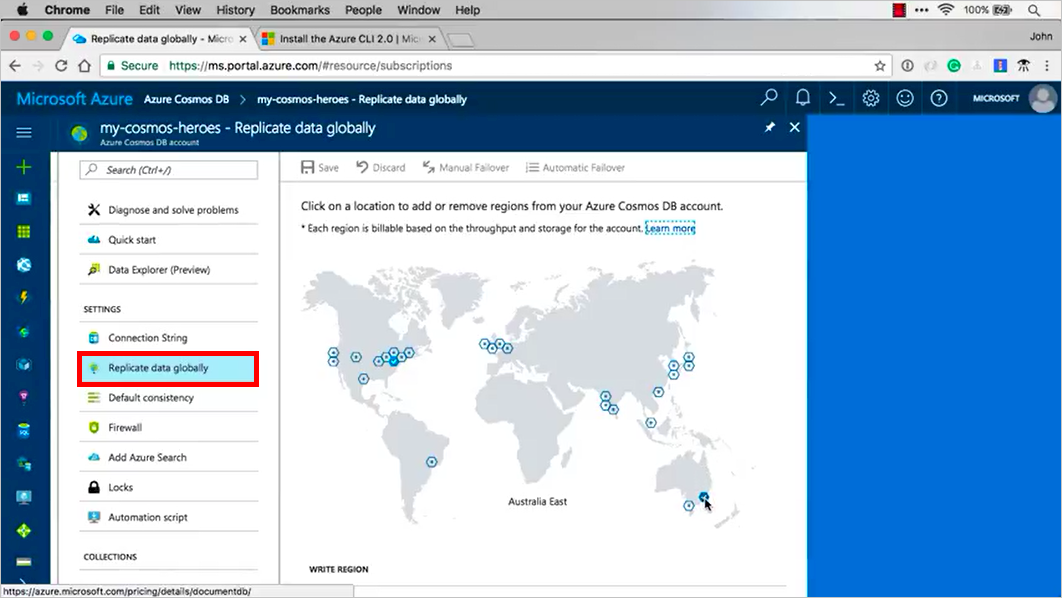 Chrome File Edit View History Bookmarks People Window Help 100%
Replicate data globally - Micro Install the Azure CLI 2.0 | Mic John
Secure https://ms.portal.azure.com/#resource/subscriptions
Microsoft Azure Azure Cosmos DB my-cosmos-heroes - Replicate data globally MICROSOFT
my-cosmos-heroes - Replicate data globally
Azure Cosmos DB account
Search (Ctrl+/)
Save Discard Manual Failover Automatic Failover
Diagnose and solve problems
Quick start
Data Explorer (Preview)
SETTINGS
Connection String
Replicate data globally
Default consistency
Firewall
Add Azure Search
Locks
Automation script
COLLECTIONS
Click on a location to add or remove regions from your Azure Cosmos DB account.
* Each region is billable based on the throughput and storage for the account. Learn more
Australia East
WRITE REGION
https://azure.microsoft.com/pricing/details/documentdb/